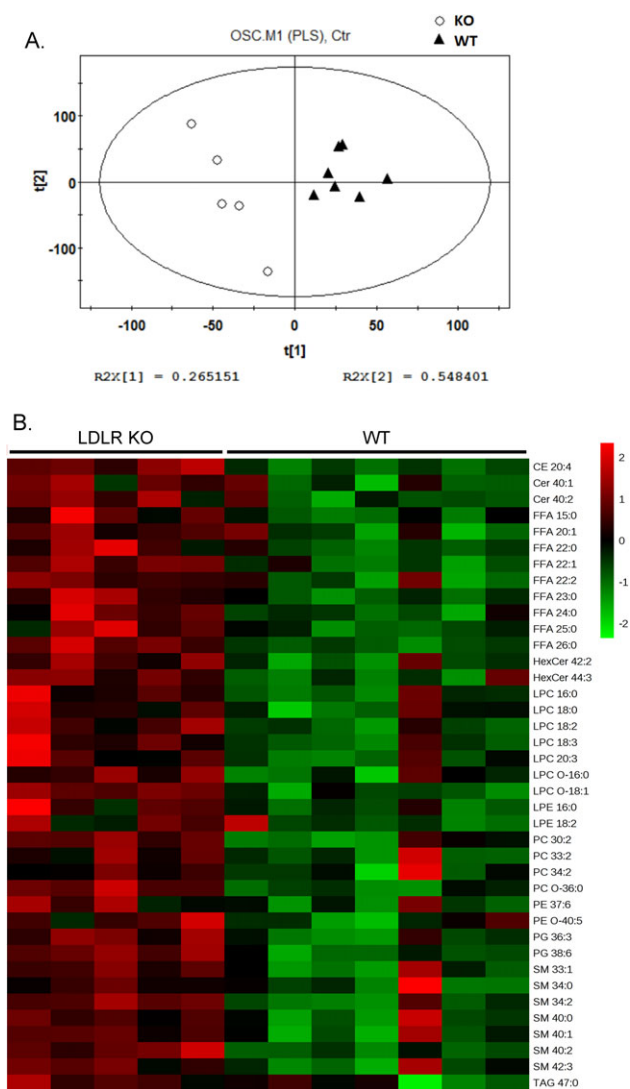 A.
OSC.M1 (PLS), Ctr
KO
WT
100
0
-100
t[2]
-100 -50 0 50 100
t[1]
R2X[1] = 0.265151 R2X[2] = 0.548401
B.
LDLR KO WT
2
1
0
-1
-2
CE 20:4
Cer 40:1
Cer 40:2
FFA 15:0
FFA 20:1
FFA 22:0
FFA 22:1
FFA 22:2
FFA 23:0
FFA 24:0
FFA 25:0
FFA 26:0
HexCer 42:2
HexCer 44:3
LPC 16:0
LPC 18:0
LPC 18:2
LPC 18:3
LPC 20:3
LPC O-16:0
LPC O-18:1
LPE 16:0
LPE 18:2
PC 30:2
PC 33:2
PC 34:2
PC O-36:0
PE 37:6
PE O-40:5
PG 36:3
PG 38:6
SM 33:1
SM 34:0
SM 34:2
SM 40:0
SM 40:1
SM 40:2
SM 42:3
TAG 47:0